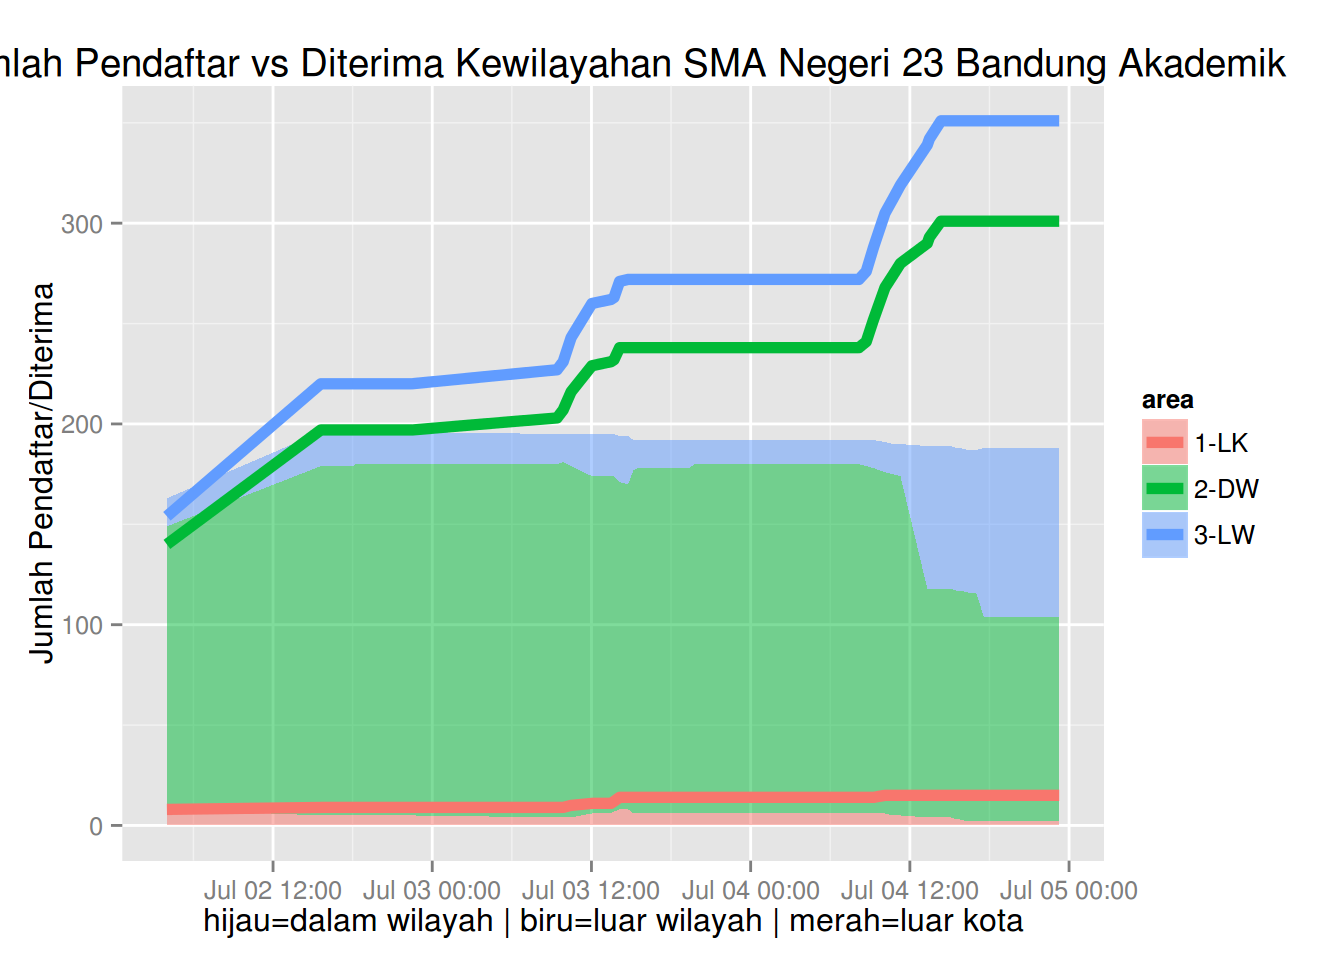 mlah Pendaftar vs Diterima Kewilayahan SMA Negeri 23 Bandung Akademik
Jumlah Pendaftar/Diterima
300
200
100
0
Jul 02 12:00
Jul 03 00:00
Jul 03 12:00
Jul 04 00:00
Jul 04 12:00
Jul 05 00:00
hijau=dalam wilayah | biru=luar wilayah | merah=luar kota
area
1-LK
2-DW
3-LW